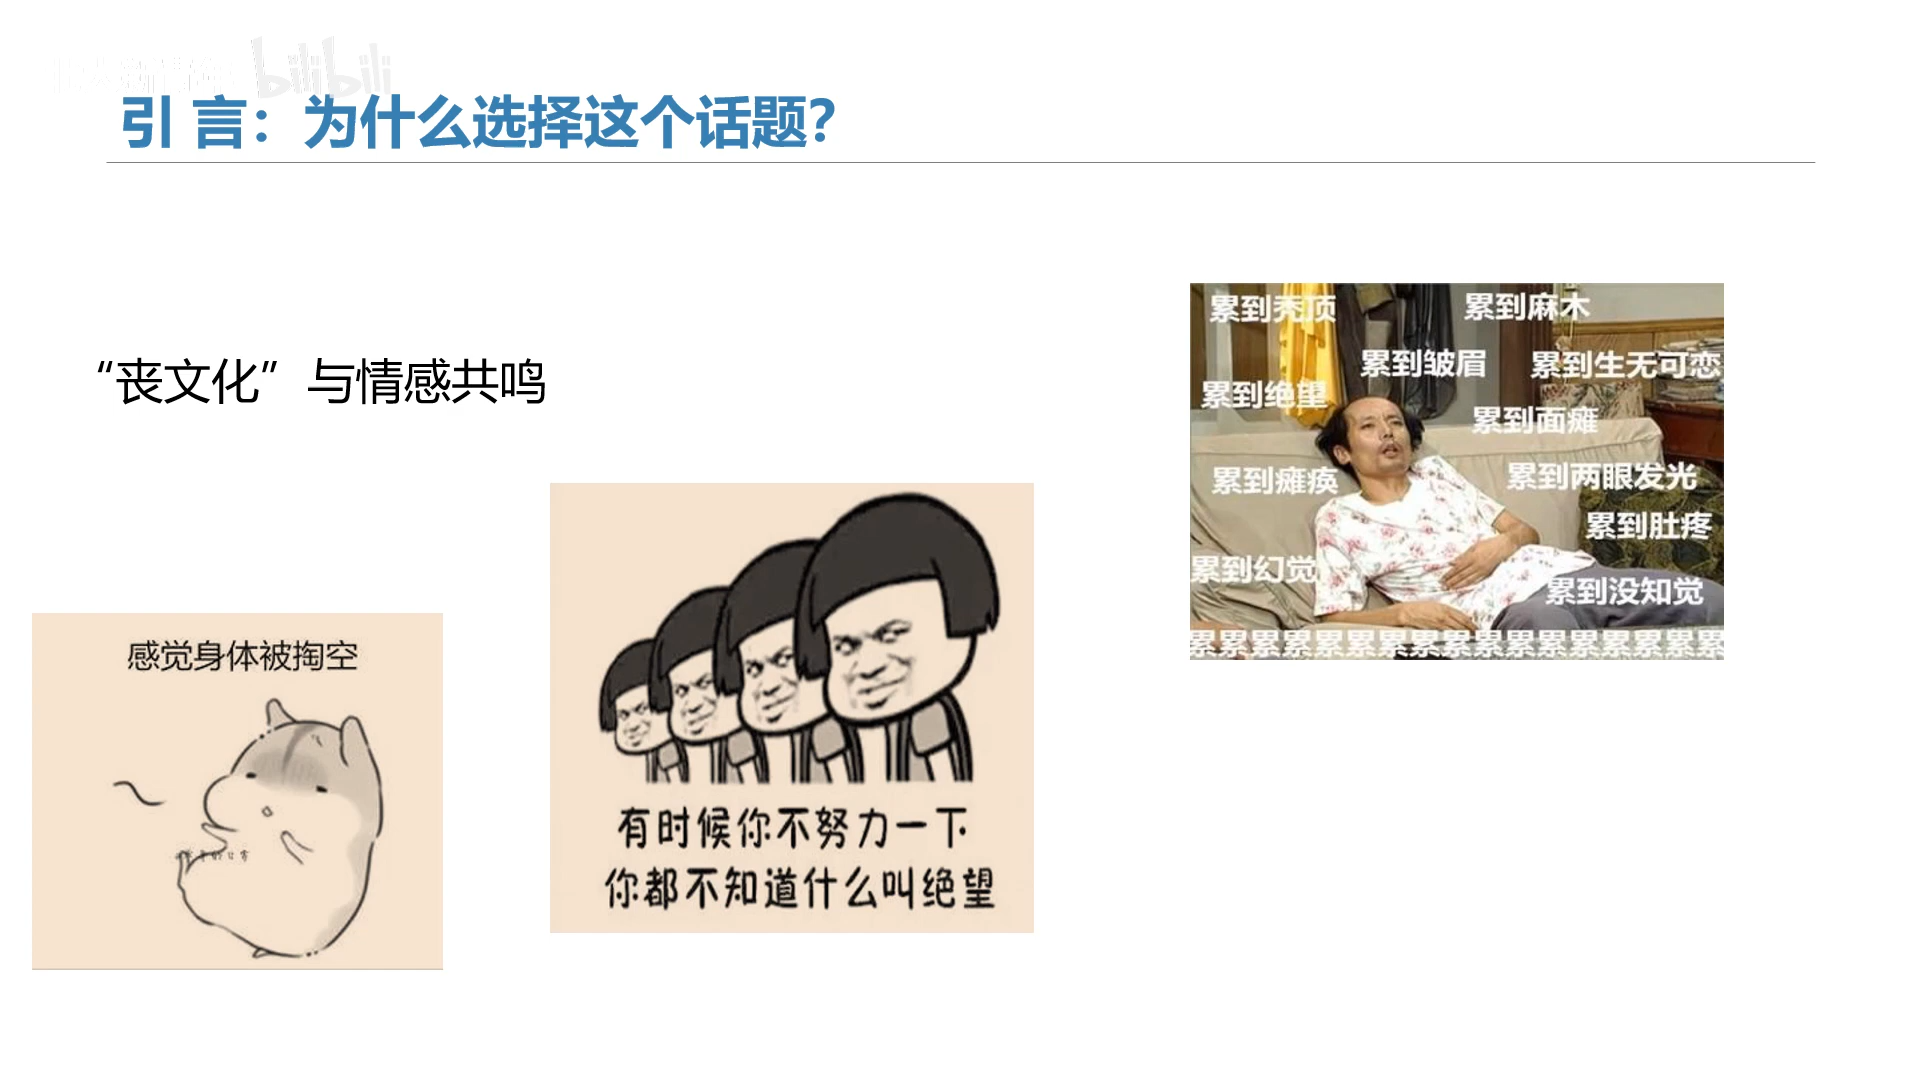 bilibili
引 言：为什么选择这个话题？
“丧文化”与情感共鸣
累到秃顶
累到麻木
累到皱眉
累到生无可恋
累到绝望
累到面瘫
累到瘫痪
累到两眼发光
累到肚疼
累到幻觉
累到没知觉
累累累累累累累累累累累累累累累累累
有时候你不努力一下
你都不知道什么叫绝望
感觉身体被掏空